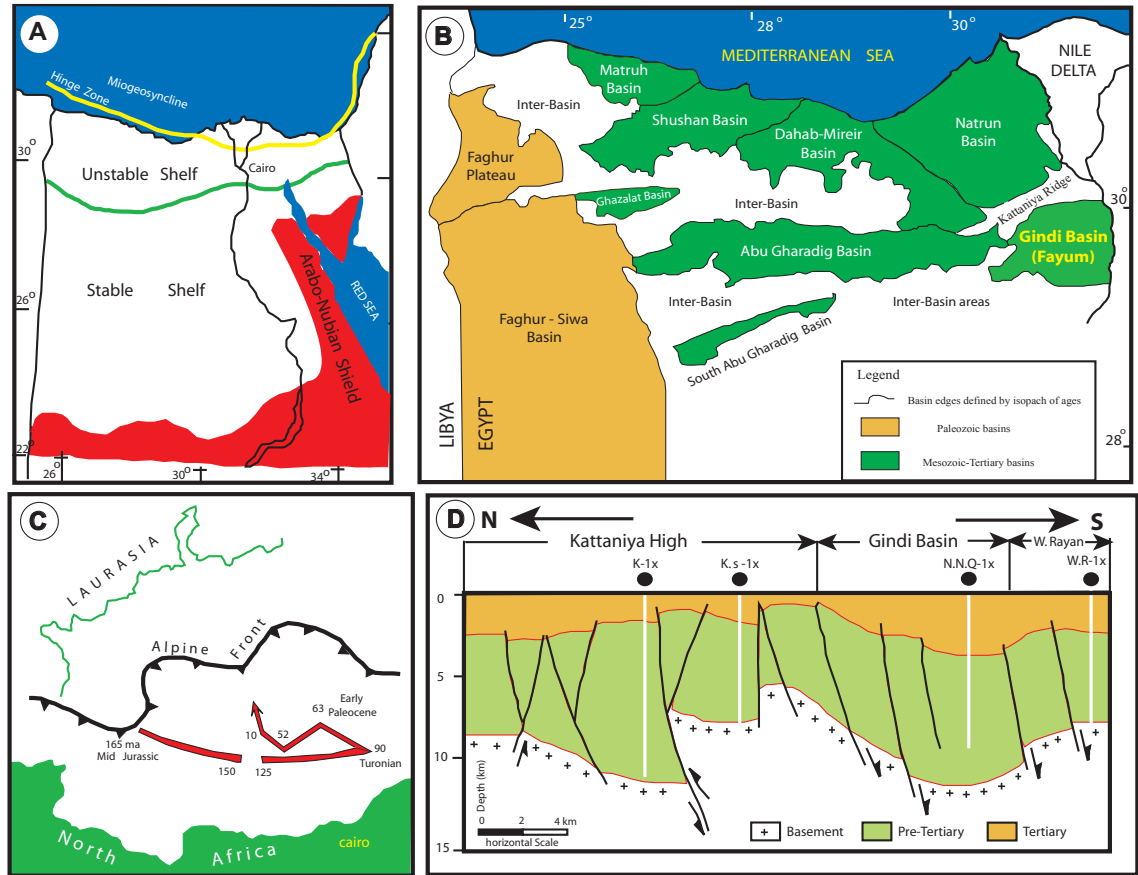 A
Hinge Zone
Miogeosyncline
30°
Unstable Shelf
Cairo
Stable Shelf
26°
Arabo-Nubian Shield
RED SEA
22°
26°
30°
34°
B
25°
28°
30°
MEDITERRANEAN SEA
NILE
DELTA
Matruh
Basin
Inter-Basin
Shushan Basin
Dahab-Mireir
Basin
Natrun
Basin
Faghur
Plateau
Ghazalat Basin
Inter-Basin
Kattaniya Ridge
30°
Abu Gharadig Basin
Gindi Basin
(Fayum)
Inter-Basin
Inter-Basin areas
Faghur - Siwa
Basin
South Abu Gharadig Basin
LIBYA
EGYPT
28°
Legend
Basin edges defined by isopach of ages
Paleozoic basins
Mesozoic-Tertiary basins
C
LAURASIA
Alpine Front
63
Early
Paleocene
10
52
165 ma
Mid Jurassic
90
Turonian
150
125
North Africa
cairo
D
N
S
Kattaniya High
Gindi Basin
W. Rayan
K-1x
K.s-1x
N.N.Q-1x
W.R-1x
0
5
10
15
Depth (km)
0 2 4 km
horizontal Scale
Basement
Pre-Tertiary
Tertiary